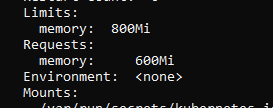 Limits:
memory: 800Mi
Requests:
memory: 600Mi
Environment: <none>
Mounts: